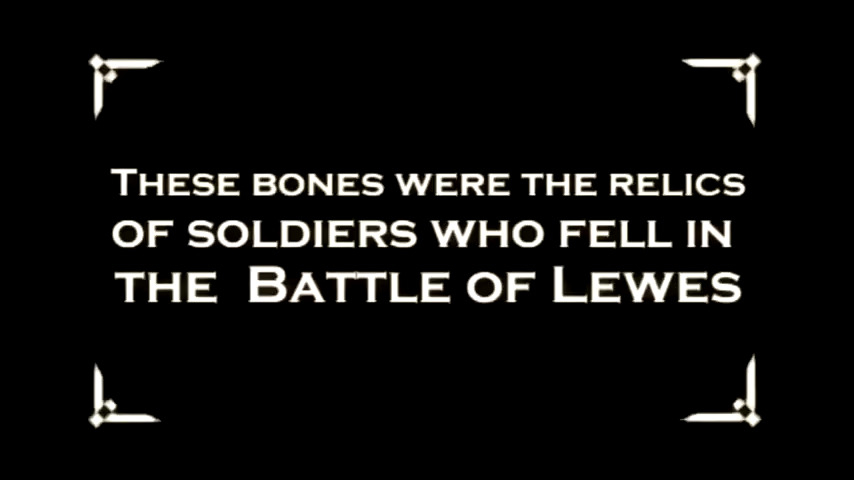 These bones were the relics
of soldiers who fell in
the Battle of Lewes